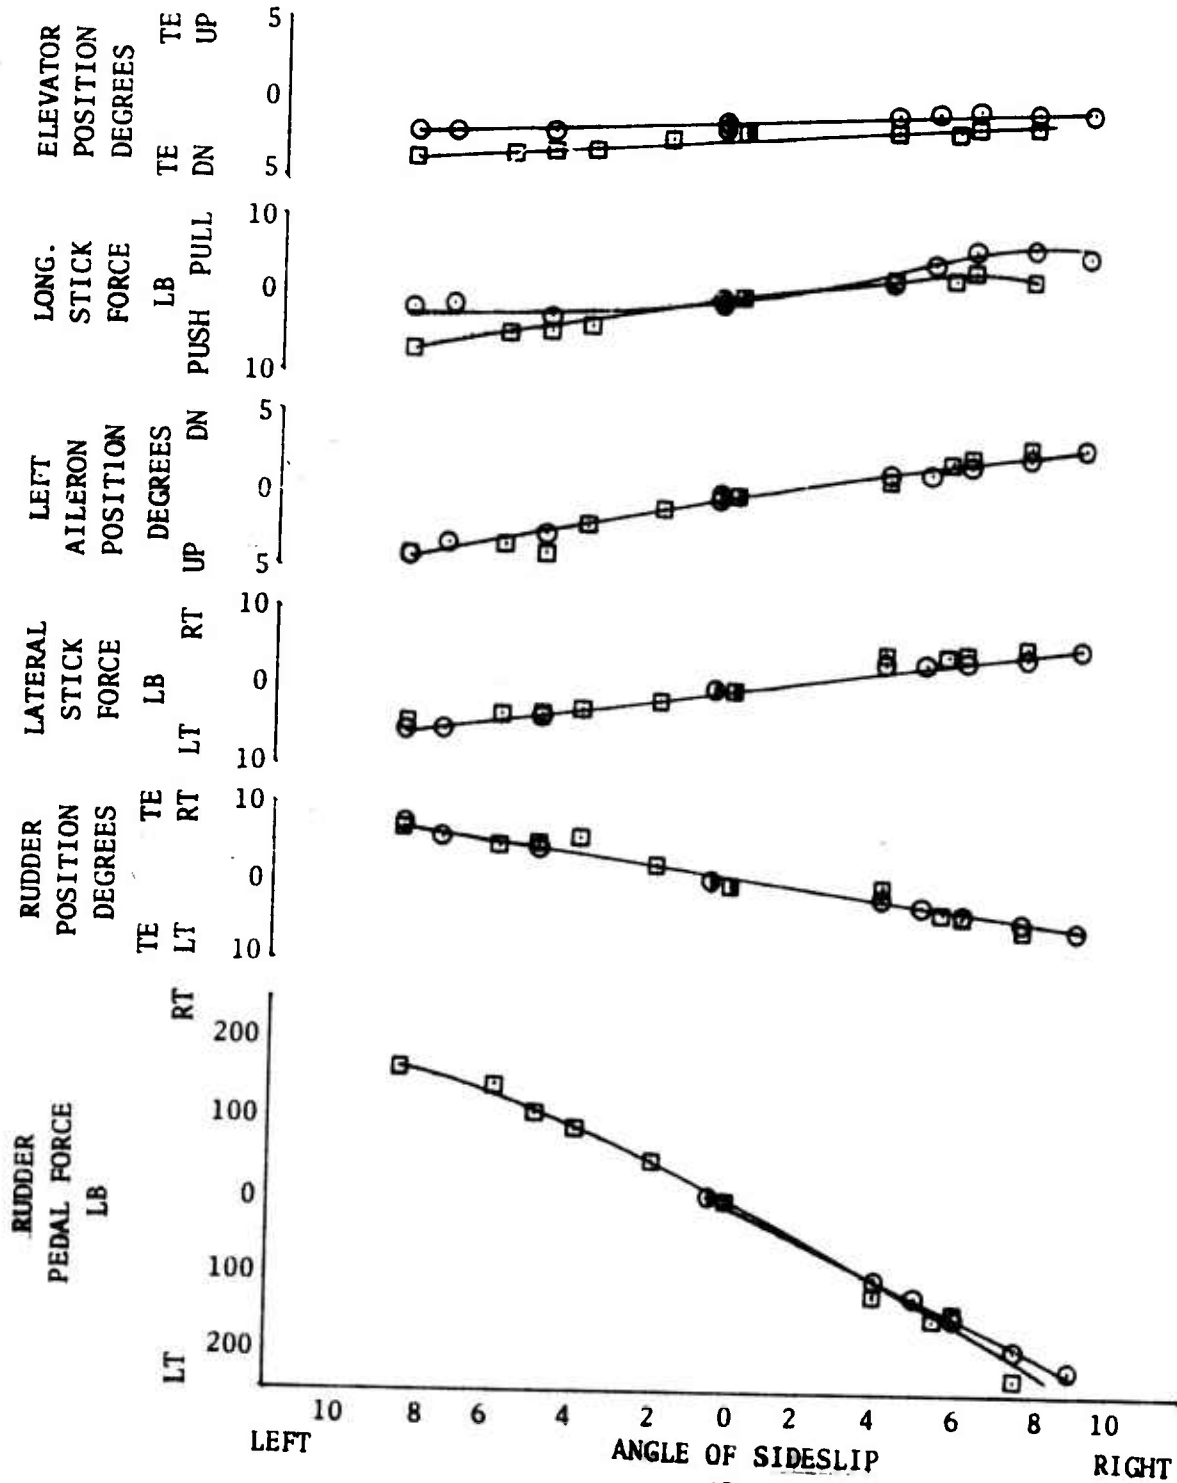 ELEVATOR
POSITION
DEGREES
TE TE
DN UP
5
0
5
LONG.
STICK
FORCE
LB
PUSH PULL
10
0
10
LEFT
AILERON
POSITION
DEGREES
UP DN
5
0
5
LATERAL
STICK
FORCE
LB
LT RT
10
0
10
RUDDER
POSITION
DEGREES
TE TE
LT RT
10
0
10
RUDDER
PEDAL FORCE
LB
LT RT
200
100
0
100
200
10 8 6 4 2 0 2 4 6 8 10
LEFT ANGLE OF SIDESLIP RIGHT